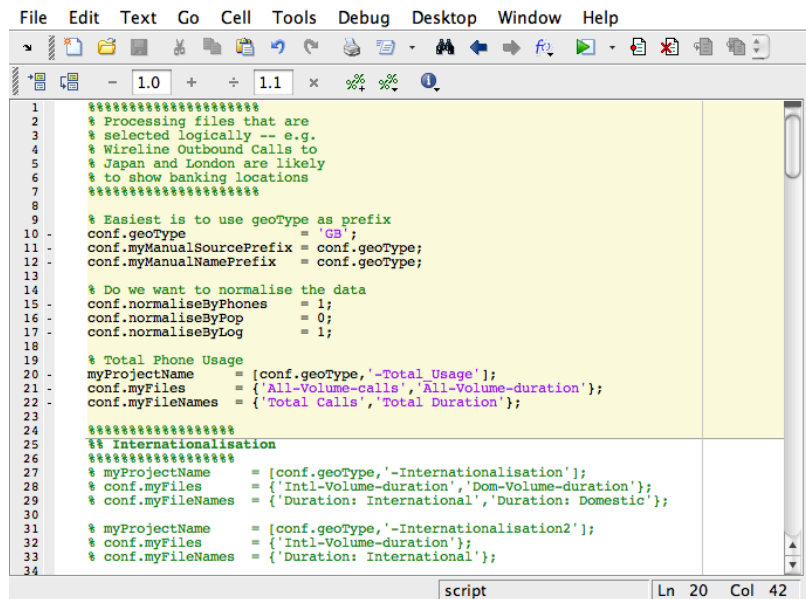 File Edit Text Go Cell Tools Debug Desktop Window Help
- 1.0 + ÷ 1.1 ×
1 %%%%%%%%%%%%%%%%%%%%%
2 % Processing files that are
3 % selected logically -- e.g.
4 % Wireline Outbound Calls to
5 % Japan and London are likely
6 % to show banking locations
7 %%%%%%%%%%%%%%%%%%%%%
8
9 % Easiest is to use geoType as prefix
10 - conf.geoType = 'GB';
11 - conf.myManualSourcePrefix = conf.geoType;
12 - conf.myManualNamePrefix = conf.geoType;
13
14 % Do we want to normalise the data
15 - conf.normaliseByPhones = 1;
16 - conf.normaliseByPop = 0;
17 - conf.normaliseByLog = 1;
18
19 % Total Phone Usage
20 - myProjectName = [conf.geoType,'-Total_Usage'];
21 - conf.myFiles = {'All-Volume-calls','All-Volume-duration'};
22 - conf.myFileNames = {'Total Calls','Total Duration'};
23
24 %%%%%%%%%%%%%%%%%%
25 %% Internationalisation
26 %%%%%%%%%%%%%%%%%%
27 % myProjectName = [conf.geoType,'-Internationalisation'];
28 % conf.myFiles = {'Intl-Volume-duration','Dom-Volume-duration'};
29 % conf.myFileNames = {'Duration: International','Duration: Domestic'};
30
31 % myProjectName = [conf.geoType,'-Internationalisation2'];
32 % conf.myFiles = {'Intl-Volume-duration'};
33 % conf.myFileNames = {'Duration: International'};
34
script Ln 20 Col 42